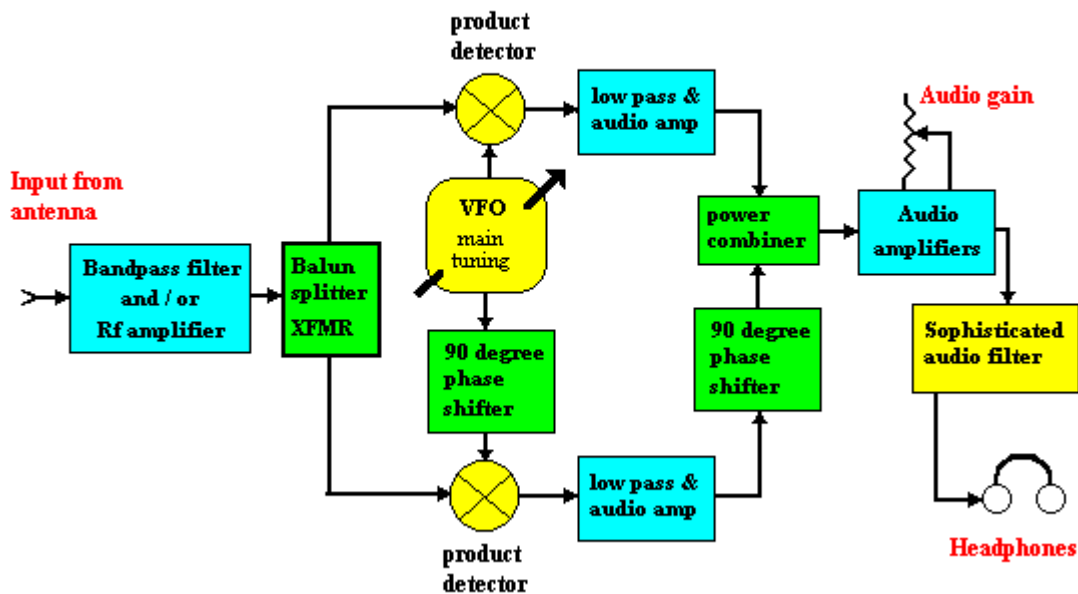 product
detector
low pass &
audio amp
Audio gain
Input from
antenna
VFO
main
tuning
power
combiner
Audio
amplifiers
Bandpass filter
and / or
Rf amplifier
Balun
splitter
XFMR
90 degree
phase
shifter
90 degree
phase
shifter
Sophisticated
audio filter
low pass &
audio amp
product
detector
Headphones